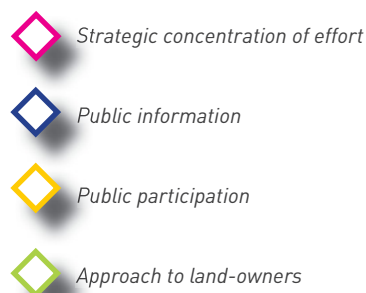 Strategic concentration of effort
Public information
Public participation
Approach to land-owners